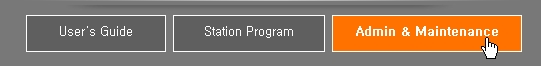 User's Guide
Station Program
Admin & Maintenance